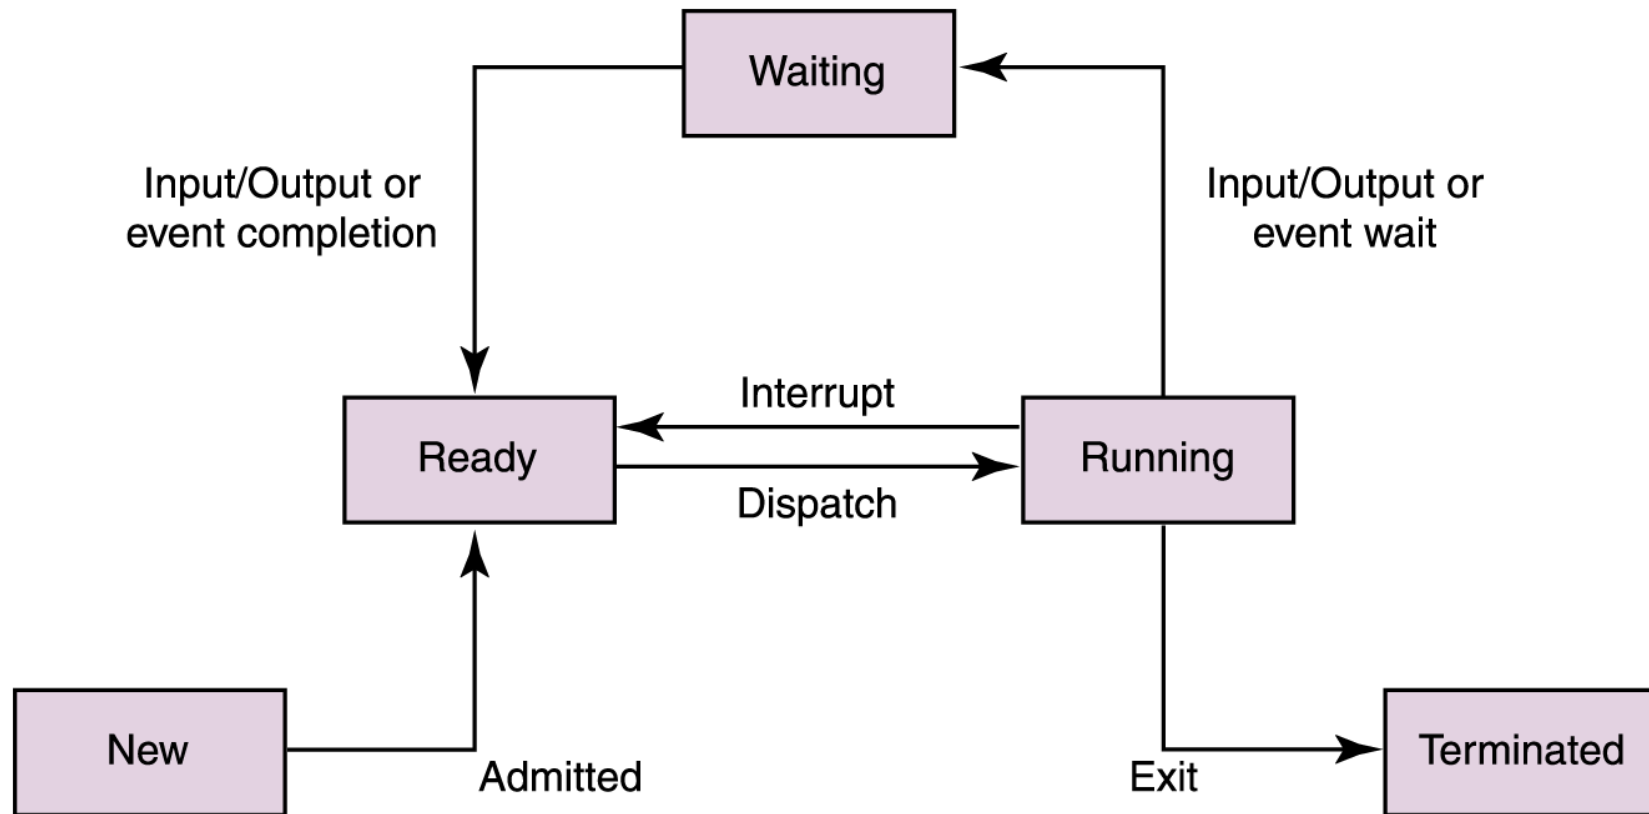 Waiting
Input/Output or
event completion
Input/Output or
event wait
Interrupt
Ready
Running
Dispatch
New
Admitted
Exit
Terminated